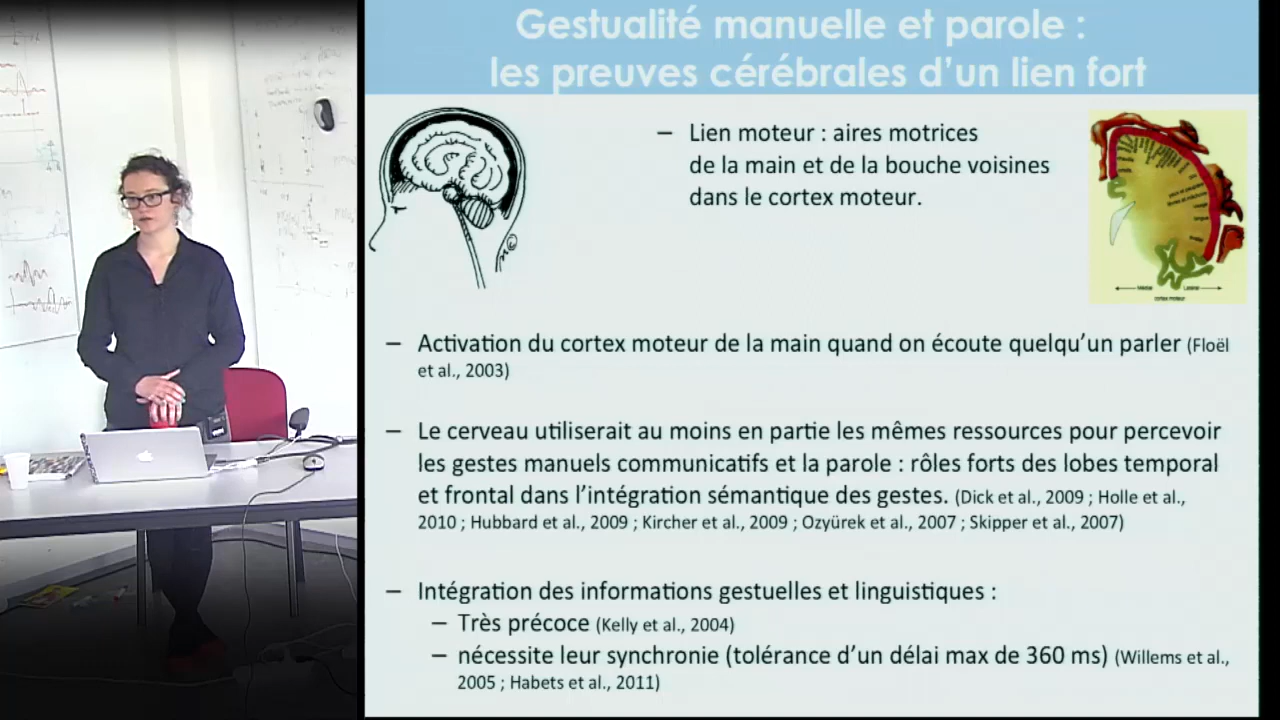 Gestualité manuelle et parole :
les preuves cérébrales d'un lien fort
– Lien moteur : aires motrices
de la main et de la bouche voisines
dans le cortex moteur.
cortex moteur
– Activation du cortex moteur de la main quand on écoute quelqu'un parler (Floël
et al., 2003)
– Le cerveau utiliserait au moins en partie les mêmes ressources pour percevoir
les gestes manuels communicatifs et la parole : rôles forts des lobes temporal
et frontal dans l'intégration sémantique des gestes. (Dick et al., 2009 ; Holle et al.,
2010 ; Hubbard et al., 2009 ; Kircher et al., 2009 ; Ozyürek et al., 2007 ; Skipper et al., 2007)
– Intégration des informations gestuelles et linguistiques :
– Très précoce (Kelly et al., 2004)
– nécessite leur synchronie (tolérance d'un délai max de 360 ms) (Willems et al.,
2005 ; Habets et al., 2011)